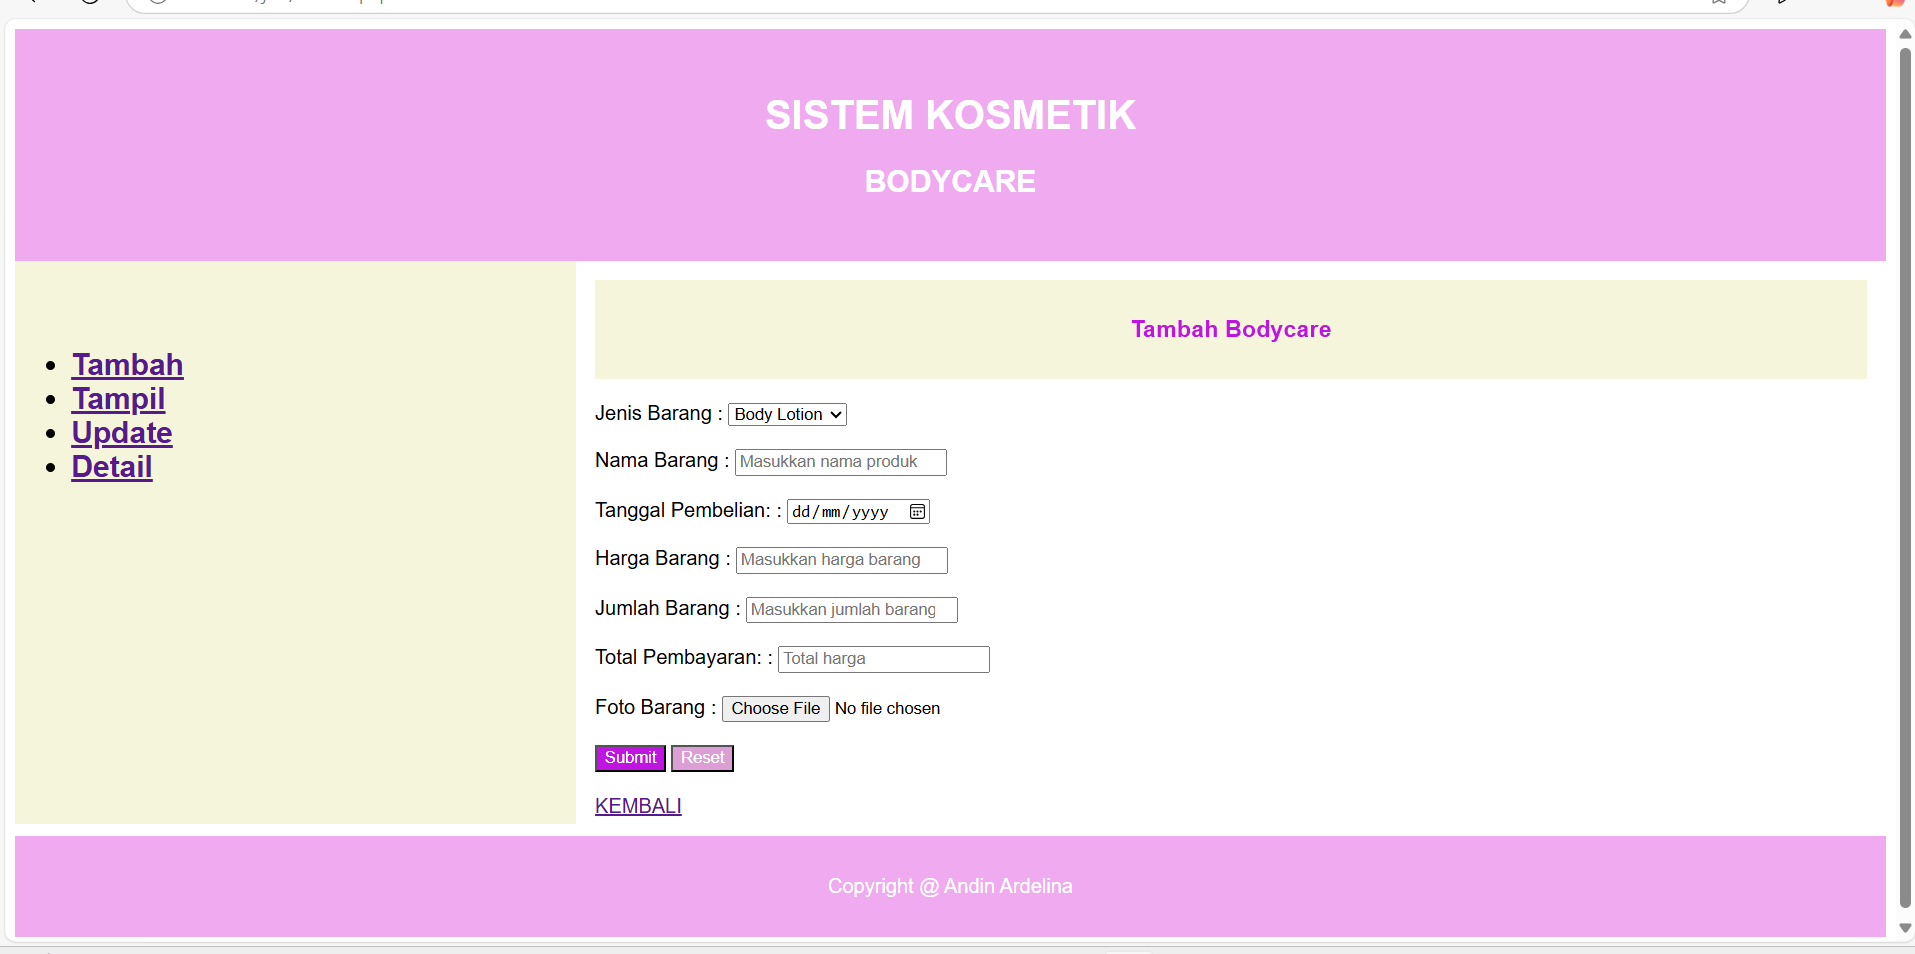 SISTEM KOSMETIK
BODYCARE
Tambah
Tampil
Update
Detail
Tambah Bodycare
Jenis Barang : Body Lotion
Nama Barang : Masukkan nama produk
Tanggal Pembelian: : dd/mm/yyyy
Harga Barang : Masukkan harga barang
Jumlah Barang : Masukkan jumlah barang
Total Pembayaran: : Total harga
Foto Barang : Choose File No file chosen
Submit Reset
KEMBALI
Copyright @ Andin Ardelina